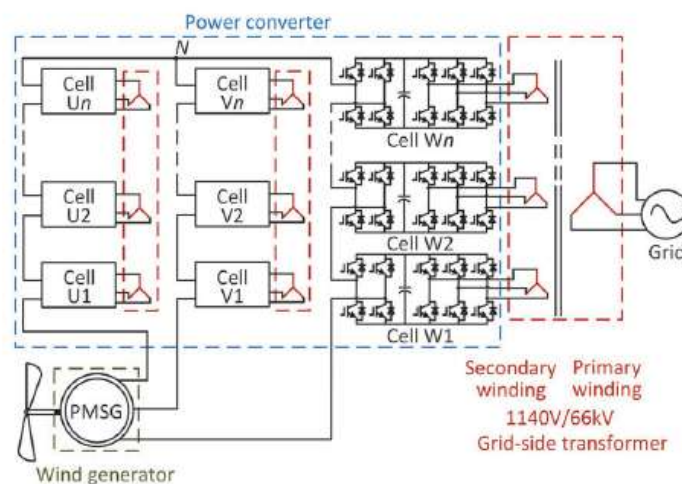 Power converter
N
Cell
Un
Cell
Vn
Cell Wn
Cell
U2
Cell
V2
Cell W2
Grid
Cell
U1
Cell
V1
Cell W1
PMSG
Wind generator
Secondary Primary
winding winding
1140V/66kV
Grid-side transformer